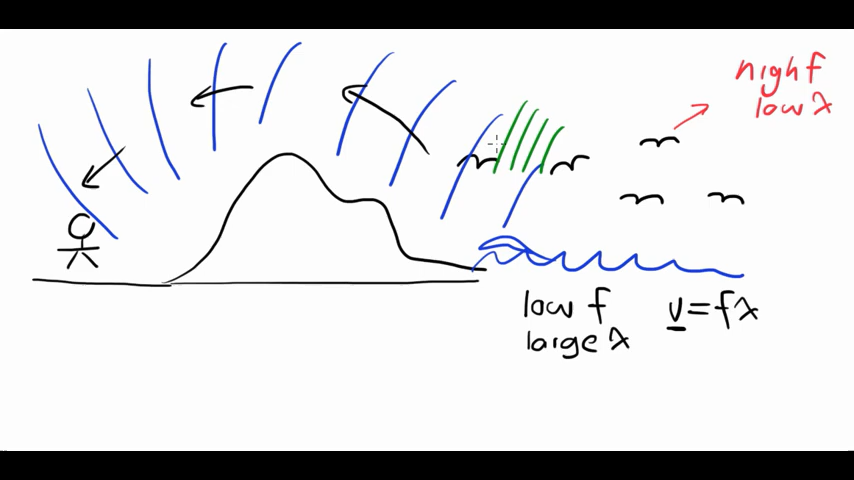 high f
low λ
low f
large λ
v = fλ